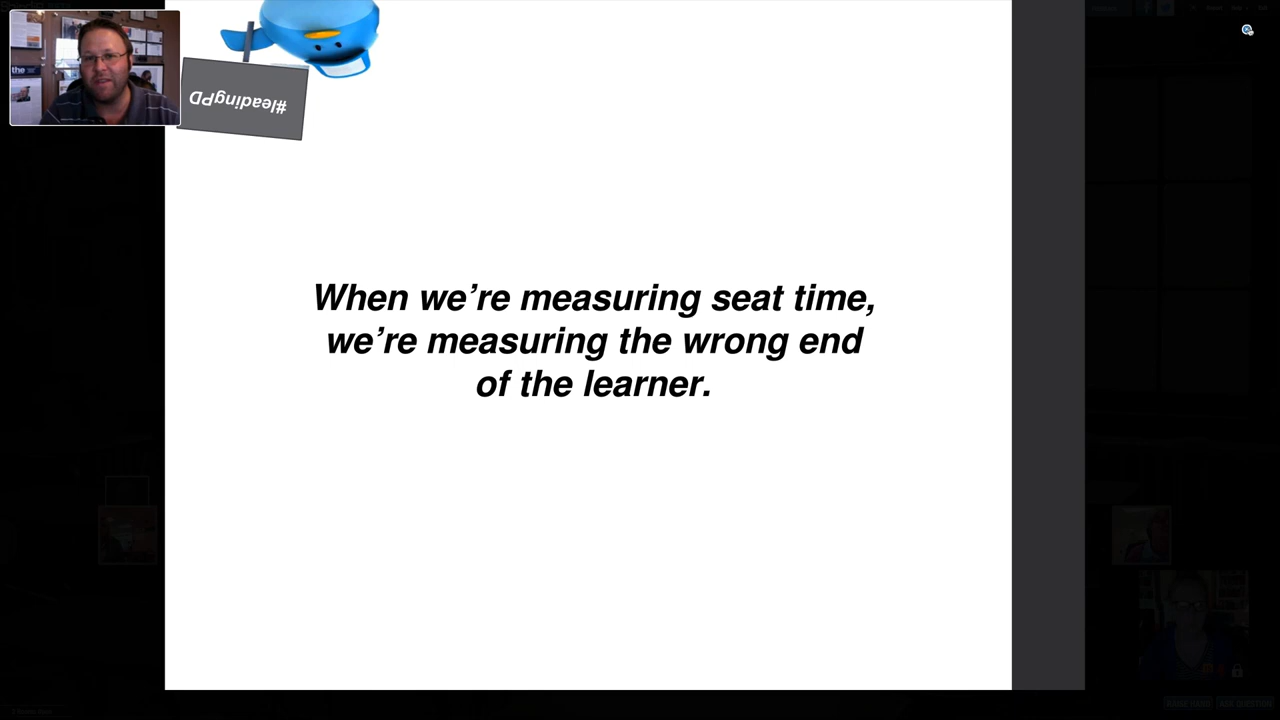 #leadingPD
When we’re measuring seat time,
we’re measuring the wrong end
of the learner.